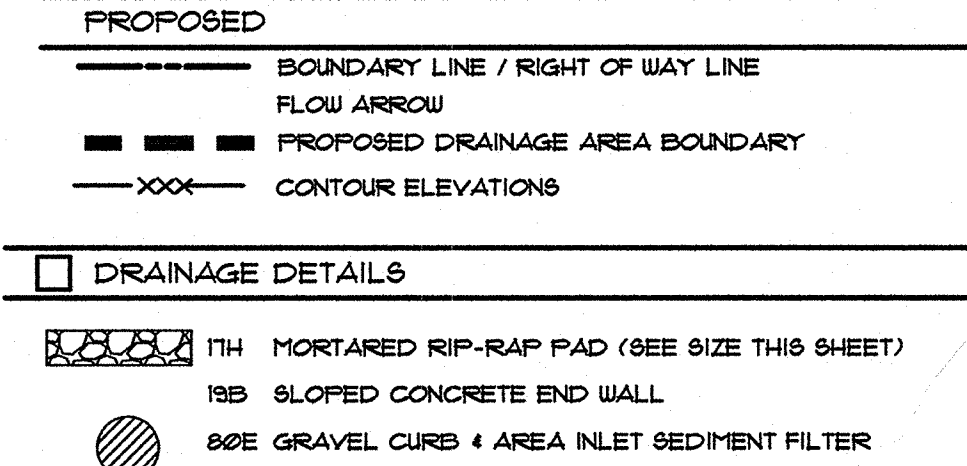 PROPOSED
BOUNDARY LINE / RIGHT OF WAY LINE
FLOW ARROW
PROPOSED DRAINAGE AREA BOUNDARY
XXX CONTOUR ELEVATIONS
DRAINAGE DETAILS
17H MORTARED RIP-RAP PAD (SEE SIZE THIS SHEET)
19B SLOPED CONCRETE END WALL
80E GRAVEL CURB & AREA INLET SEDIMENT FILTER